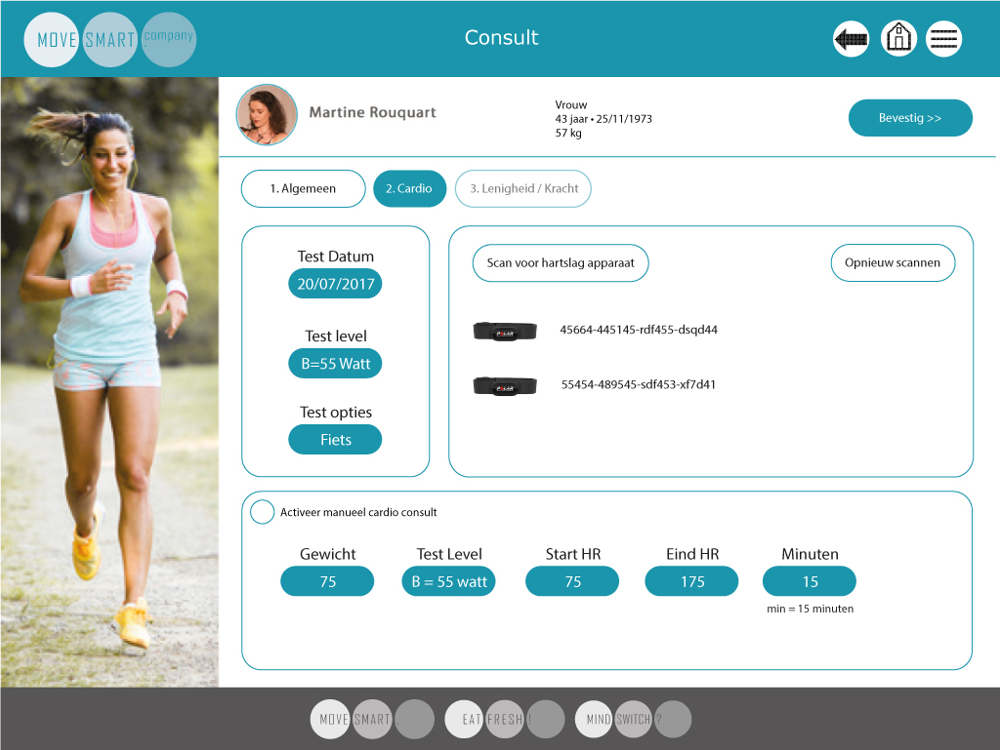 MOVE SMART .company
Consult
Martine Rouquart
Vrouw
43 jaar • 25/11/1973
57 kg
Bevestig >>
1. Algemeen
2. Cardio
3. Lenigheid / Kracht
Test Datum
20/07/2017
Test level
B=55 Watt
Test opties
Fiets
Scan voor hartslag apparaat
Opnieuw scannen
POLAR
45664-445145-rdf455-dsqd44
POLAR
55454-489545-sdf453-xf7d41
Activeer manueel cardio consult
Gewicht
75
Test Level
B = 55 watt
Start HR
75
Eind HR
175
Minuten
15
min = 15 minuten
MOVE SMART .
EAT FRESH !
MIND SWITCH ?